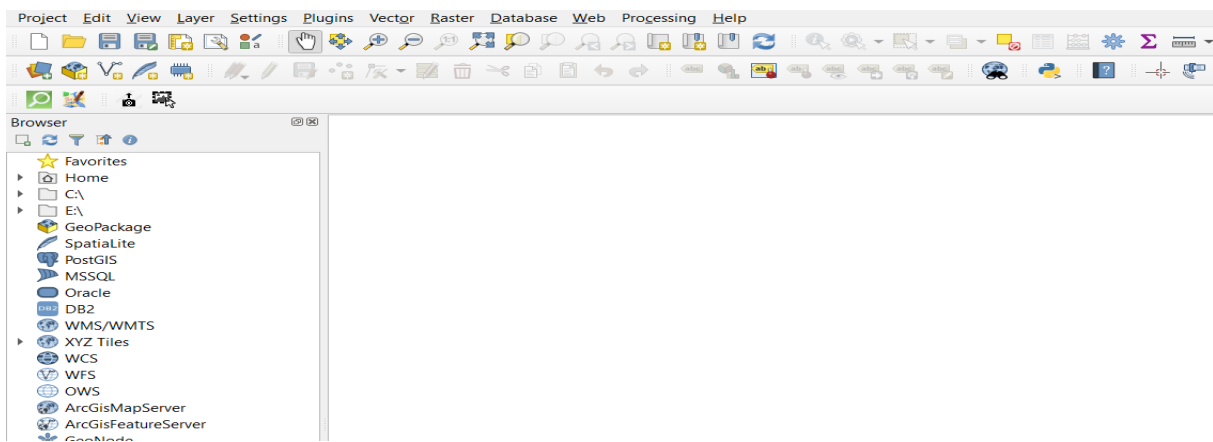 Project Edit View Layer Settings Plugins Vector Raster Database Web Processing Help
Browser
Favorites
Home
C:\
E:\
GeoPackage
SpatiaLite
PostGIS
MSSQL
Oracle
DB2
WMS/WMTS
XYZ Tiles
WCS
WFS
OWS
ArcGisMapServer
ArcGisFeatureServer
GeoNode